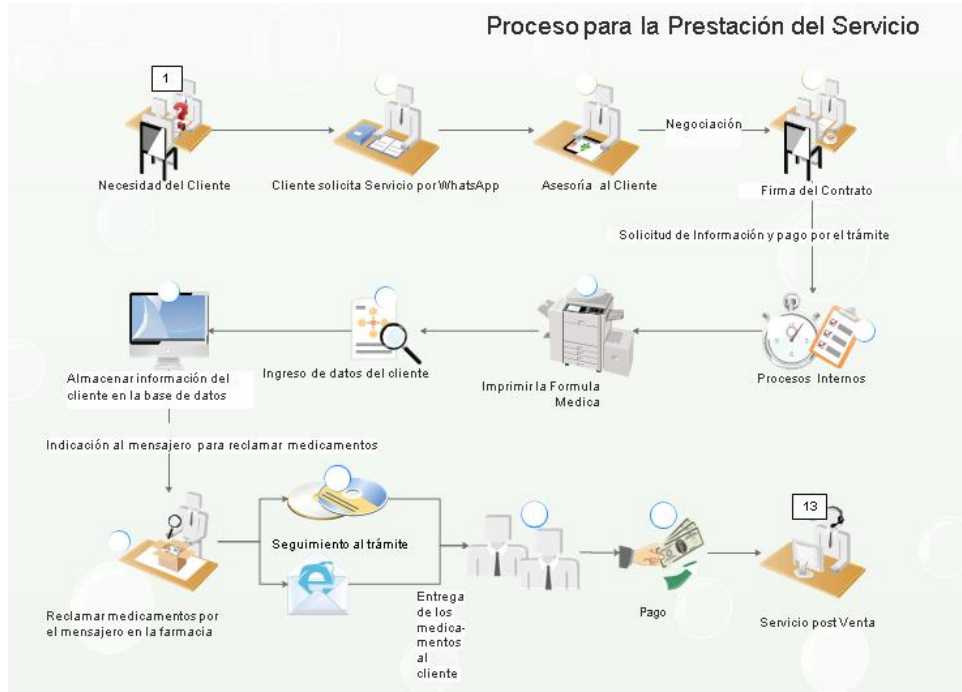 Proceso para la Prestación del Servicio
1
Necesidad del Cliente
Cliente solicita Servicio por WhatsApp
Asesoría al Cliente
Negociación
Firma del Contrato
Solicitud de Información y pago por el trámite
Procesos Internos
Imprimir la Formula
Medica
Ingreso de datos del cliente
Almacenar información del
cliente en la base de datos
Indicación al mensajero para reclamar medicamentos
Reclamar medicamentos por
el mensajero en la farmacia
Seguimiento al trámite
Entrega
de los
medica-
mentos
al
cliente
Pago
13
Servicio post Venta